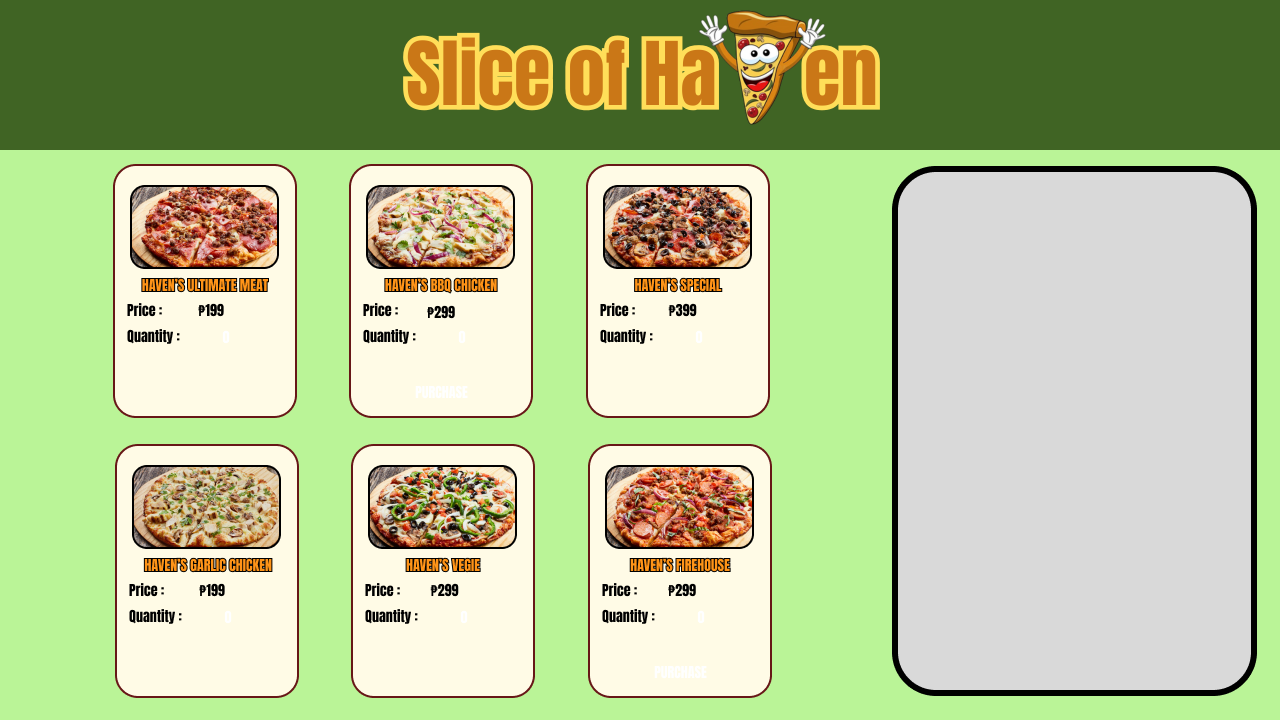 Slice of Haven
HAVEN'S ULTIMATE MEAT
Price : ₱199
Quantity : 0
HAVEN'S BBQ CHICKEN
Price : ₱299
Quantity : 0
PURCHASE
HAVEN'S SPECIAL
Price : ₱399
Quantity : 0
HAVEN'S GARLIC CHICKEN
Price : ₱199
Quantity : 0
HAVEN'S VEGIE
Price : ₱299
Quantity : 0
HAVEN'S FIREHOUSE
Price : ₱299
Quantity : 0
PURCHASE